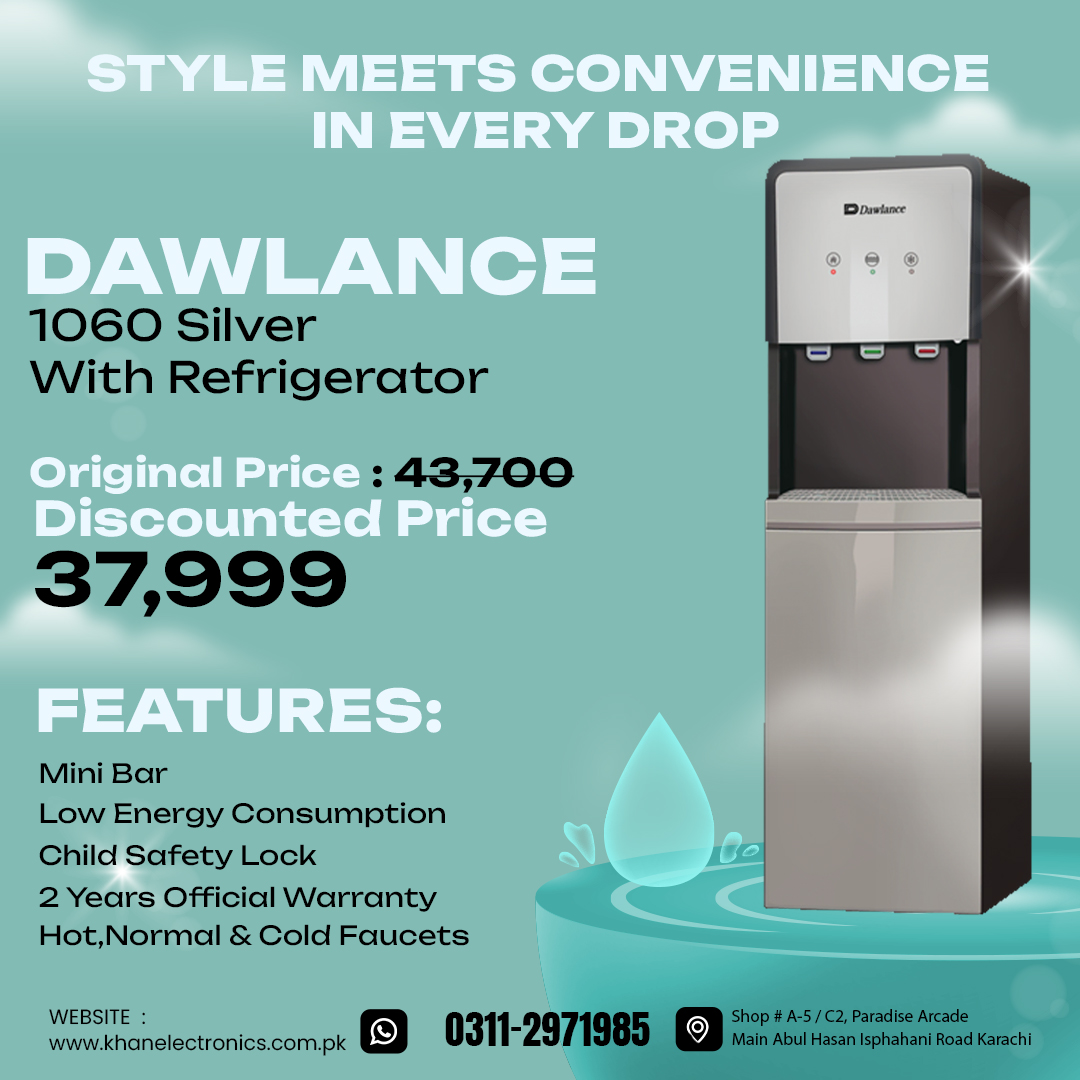 STYLE MEETS CONVENIENCE
IN EVERY DROP
Dawlance
DAWLANCE
1060 Silver
With Refrigerator
Original Price : 43,700
Discounted Price
37,999
FEATURES:
Mini Bar
Low Energy Consumption
Child Safety Lock
2 Years Official Warranty
Hot,Normal & Cold Faucets
WEBSITE :
www.khanelectronics.com.pk
0311-2971985
Shop # A-5 / C2, Paradise Arcade
Main Abul Hasan Isphahani Road Karachi